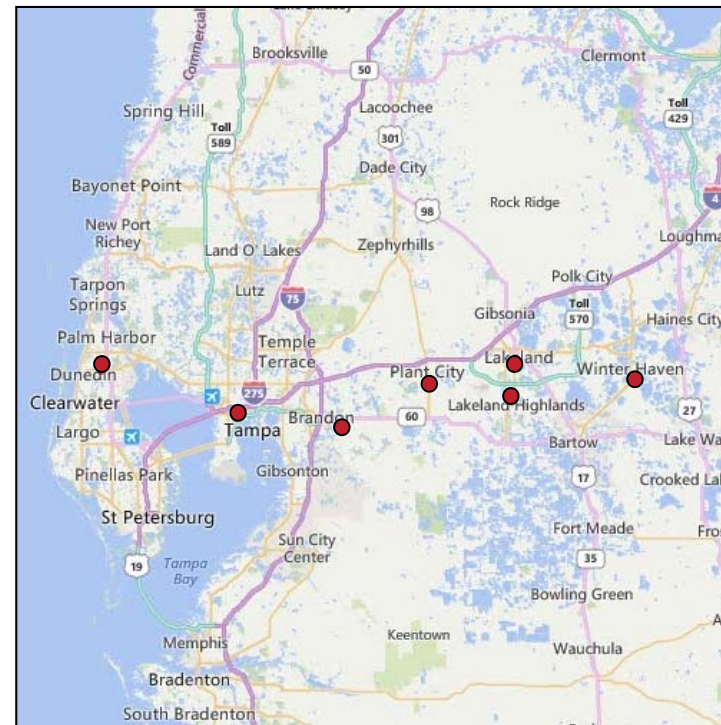 Brooksville
Commercial
50
Clermont
Spring Hill
Lacoochee
Toll
429
Toll
589
301
Dade City
Bayonet Point
98
Rock Ridge
4
New Port
Richey
Land O' Lakes
Zephyrhills
Loughma
Tarpon
Springs
Lutz
75
Polk City
Toll
570
Gibsonia
Haines City
Palm Harbor
Temple
Terrace
Lakeland
Dunedin
Plant City
Winter Haven
275
Clearwater
Lakeland Highlands
Brandon
60
27
Largo
Tampa
Bartow
Lake Wa
Pinellas Park
Gibsonton
17
Crooked La
St Petersburg
Fort Meade
Fros
Sun City
Center
19
Tampa
Bay
35
Bowling Green
Memphis
Keentown
Wauchula
A
Bradenton
South Bradenton